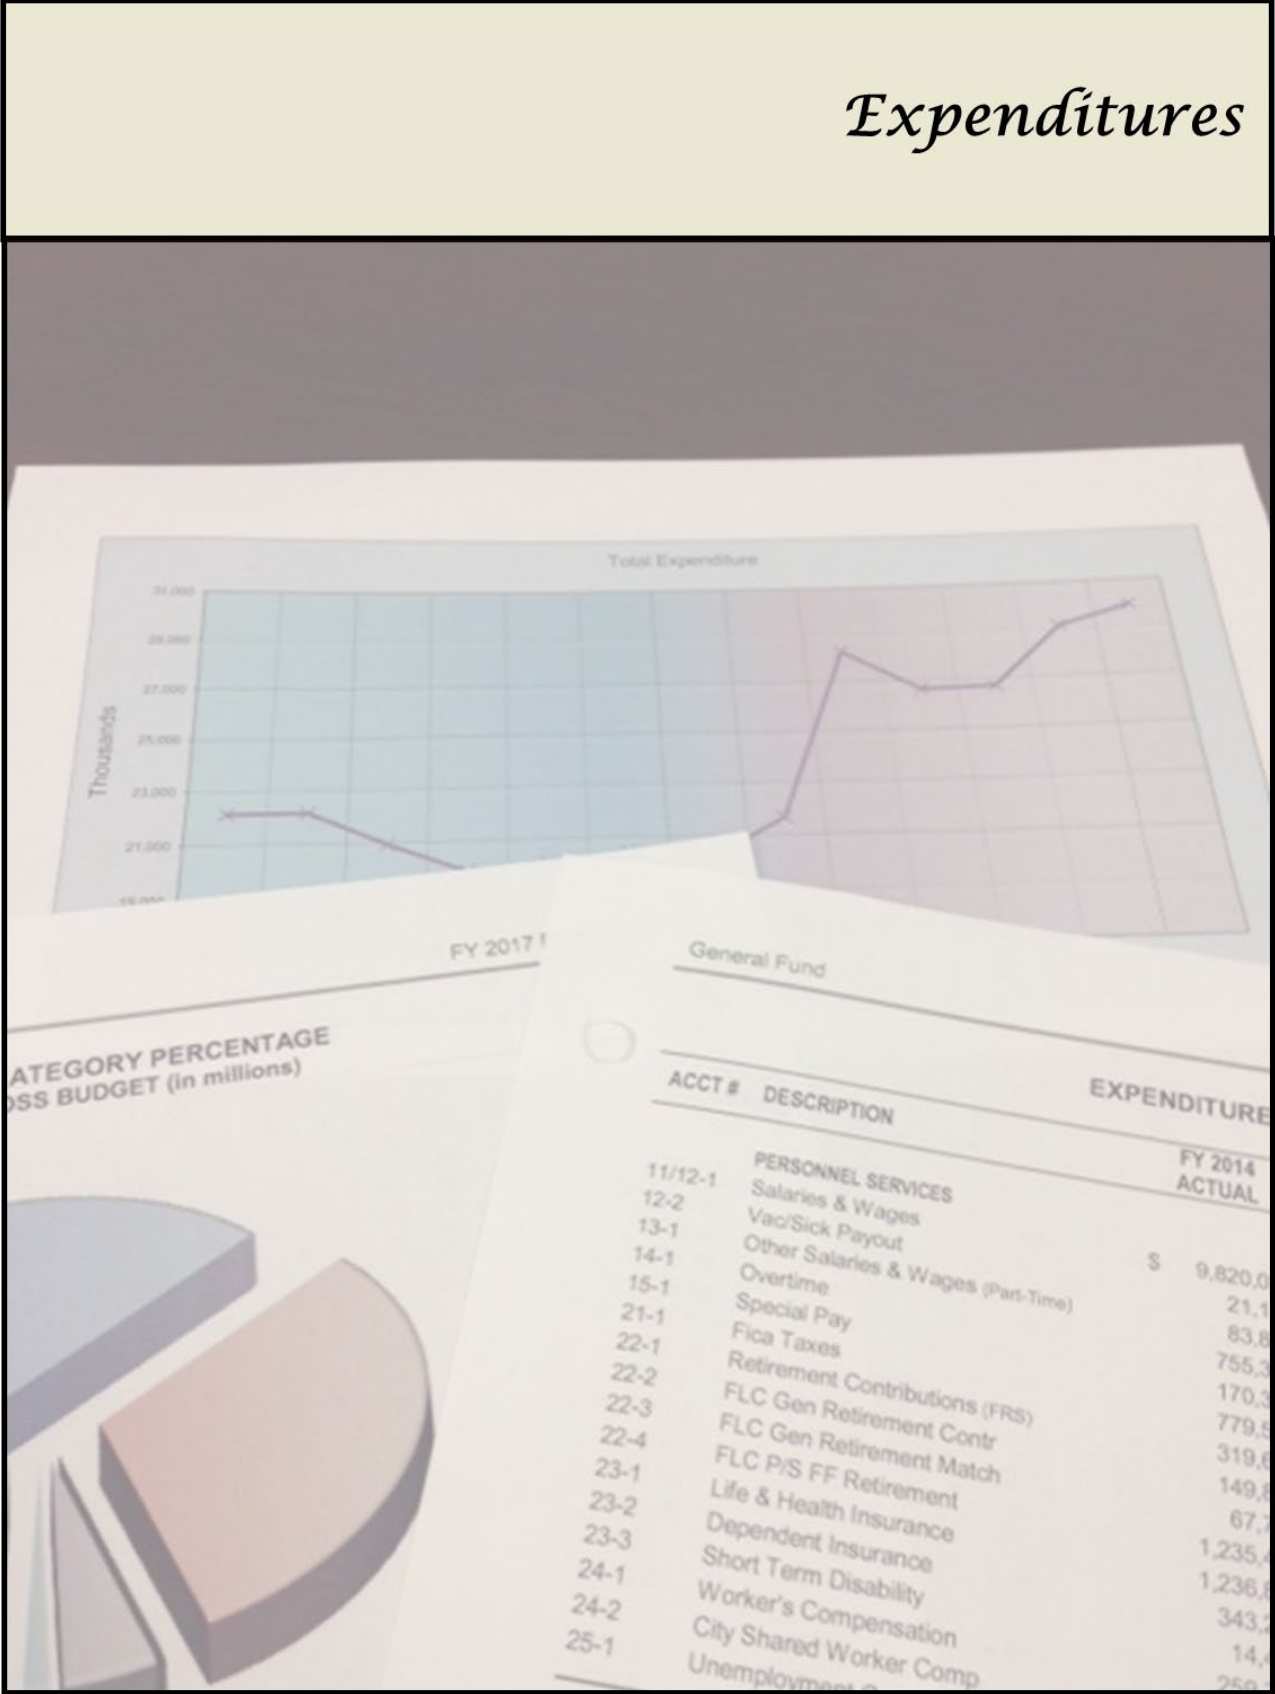 Expenditures
Total Expenditure
31,000
29,000
27,000
25,000
23,000
21,000
Thousands
FY 2017
General Fund
ATEGORY PERCENTAGE
OSS BUDGET (in millions)
EXPENDITURE
ACCT # DESCRIPTION
FY 2014
ACTUAL
PERSONNEL SERVICES
11/12-1 Salaries & Wages $ 9,820,0
12-2 Vac/Sick Payout 21,1
13-1 Other Salaries & Wages (Part-Time) 83,8
14-1 Overtime 755,3
15-1 Special Pay 170,3
21-1 Fica Taxes 779,5
22-1 Retirement Contributions (FRS) 319,6
22-2 FLC Gen Retirement Contr 149,8
22-3 FLC Gen Retirement Match 67,7
22-4 FLC P/S FF Retirement 1,235,4
23-1 Life & Health Insurance 1,236,8
23-2 Dependent Insurance 343,2
23-3 Short Term Disability 14,4
24-1 Worker's Compensation 259,
24-2 City Shared Worker Comp
25-1 Unemployment